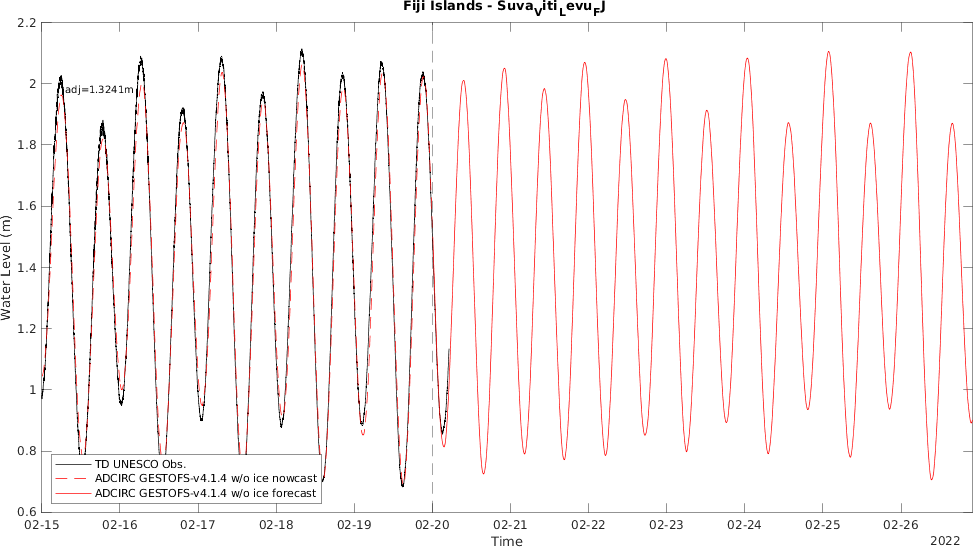 Fiji Islands - Suva_Viti_Levu_FJ
2.2
2
1.8
1.6
1.4
1.2
1
0.8
0.6
Water Level (m)
adj=1.3241m
TD UNESCO Obs.
ADCIRC GESTOFS-v4.1.4 w/o ice nowcast
ADCIRC GESTOFS-v4.1.4 w/o ice forecast
02-15 02-16 02-17 02-18 02-19 02-20 02-21 02-22 02-23 02-24 02-25 02-26
Time
2022